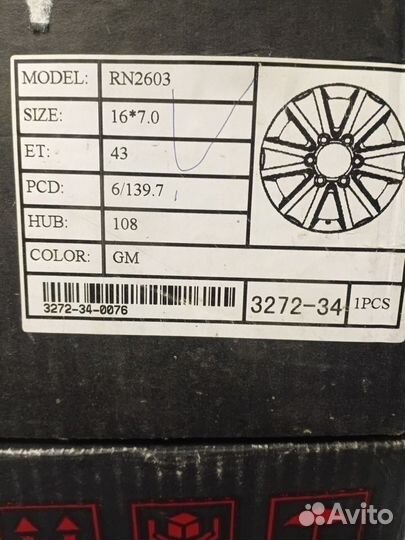 MODEL: RN2603
SIZE: 16*7.0
ET: 43
PCD: 6/139.7
HUB: 108
COLOR: GM
3272-34-0076
3272-34 1PCS
Avito